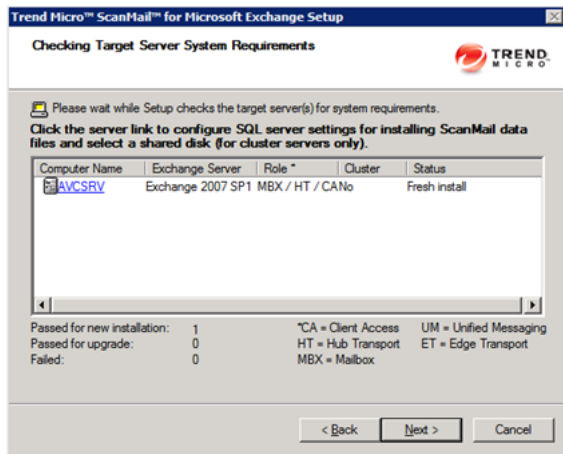 Trend Micro™ ScanMail™ for Microsoft Exchange Setup
Checking Target Server System Requirements
TREND
MICRO
Please wait while Setup checks the target server(s) for system requirements.
Click the server link to configure SQL server settings for installing ScanMail data
files and select a shared disk (for cluster servers only).
Computer Name Exchange Server Role * Cluster Status
AVCSRV Exchange 2007 SP1 MBX / HT / CA No Fresh install
Passed for new installation: 1 *CA = Client Access UM = Unified Messaging
Passed for upgrade: 0 HT = Hub Transport ET = Edge Transport
Failed: 0 MBX = Mailbox
< Back Next > Cancel